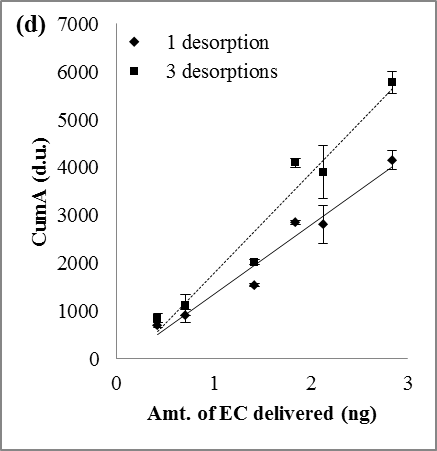 (d)
7000
6000
5000
4000
3000
2000
1000
0
1 desorption
3 desorptions
CumA (d.u.)
0 1 2 3
Amt. of EC delivered (ng)